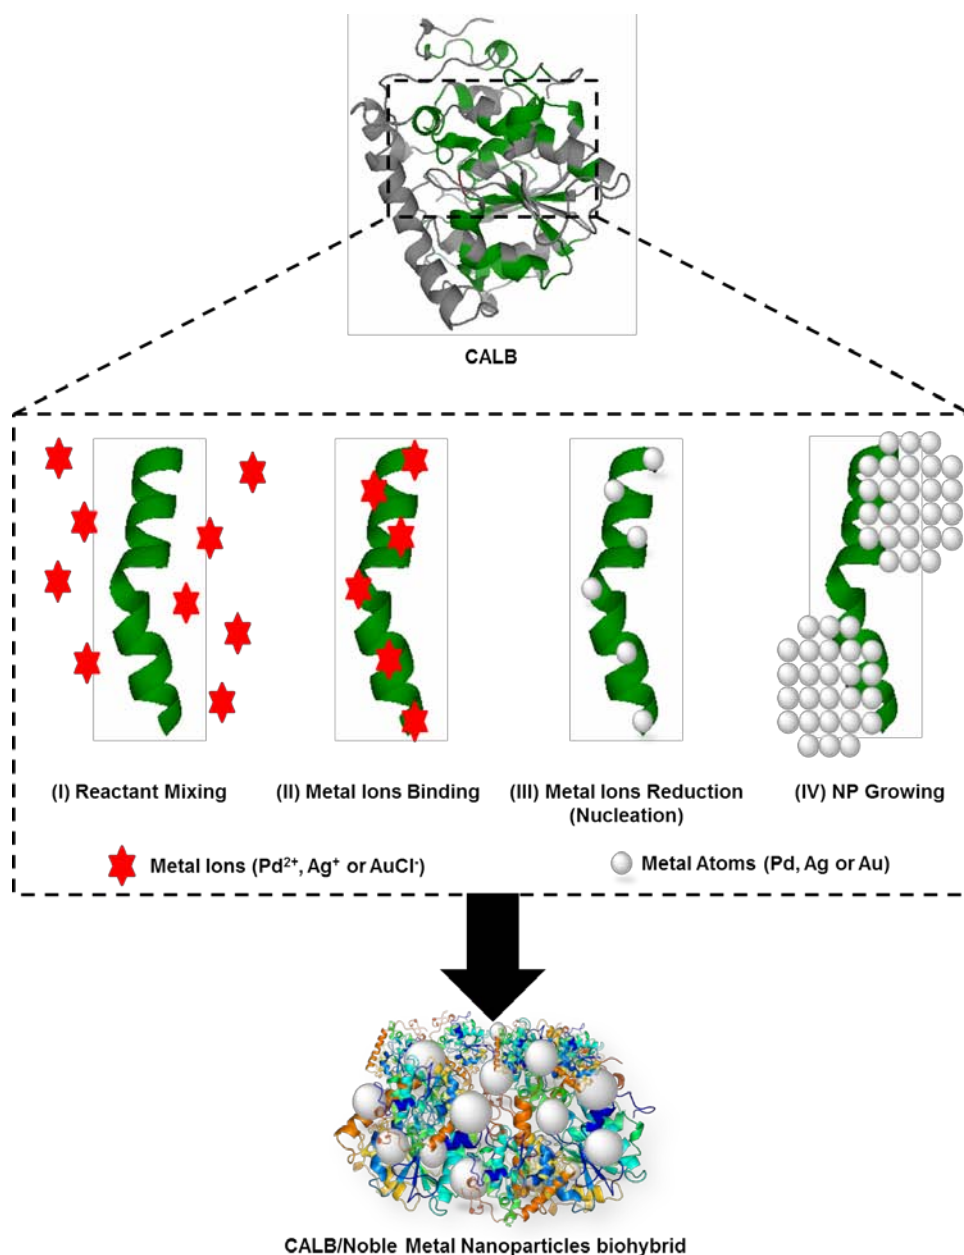 CALB
(I) Reactant Mixing
(II) Metal Ions Binding
(III) Metal Ions Reduction
(Nucleation)
(IV) NP Growing
Metal Ions (Pd²⁺, Ag⁺ or AuCl⁻)
Metal Atoms (Pd, Ag or Au)
CALB/Noble Metal Nanoparticles biohybrid